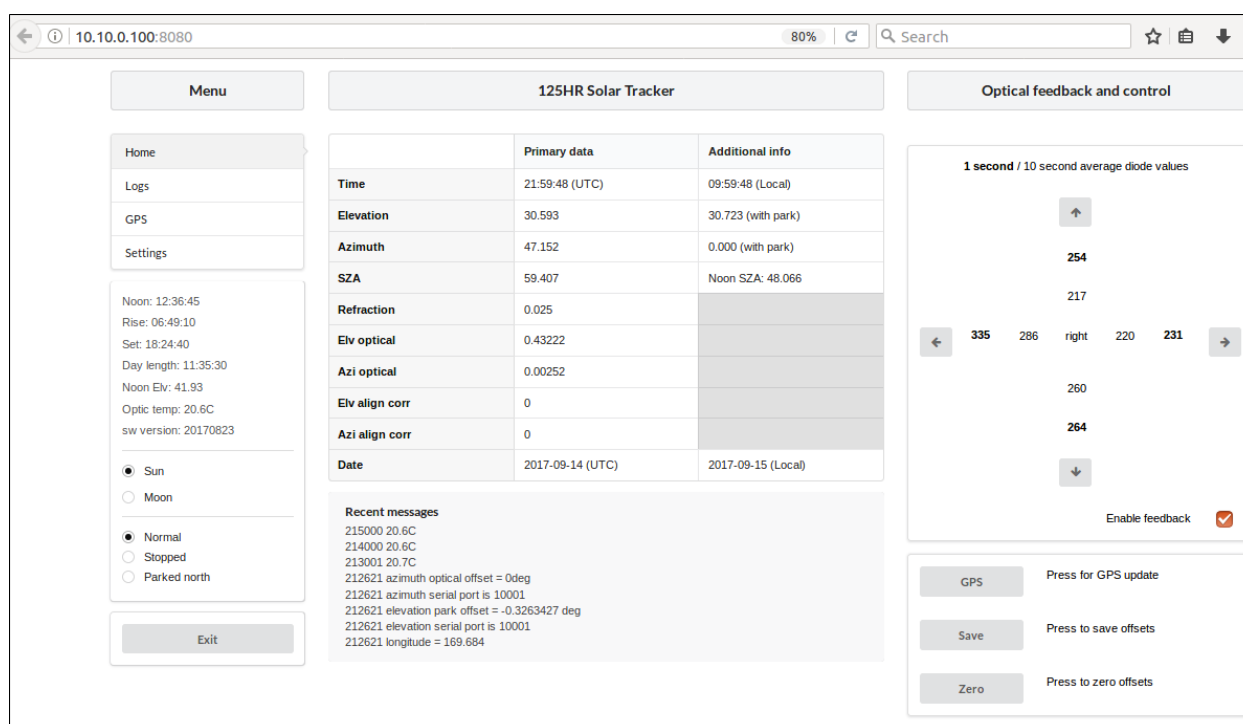 10.10.0.100:8080
80%
Search
Menu
Home
Logs
GPS
Settings
Noon: 12:36:45
Rise: 06:49:10
Set: 18:24:40
Day length: 11:35:30
Noon Elv: 41.93
Optic temp: 20.6C
sw version: 20170823
Sun
Moon
Normal
Stopped
Parked north
Exit
125HR Solar Tracker
Primary data Additional info
Time 21:59:48 (UTC) 09:59:48 (Local)
Elevation 30.593 30.723 (with park)
Azimuth 47.152 0.000 (with park)
SZA 59.407 Noon SZA: 48.066
Refraction 0.025
Elv optical 0.43222
Azi optical 0.00252
Elv align corr 0
Azi align corr 0
Date 2017-09-14 (UTC) 2017-09-15 (Local)
Recent messages
215000 20.6C
214000 20.6C
213001 20.7C
212621 azimuth optical offset = 0deg
212621 azimuth serial port is 10001
212621 elevation park offset = -0.3263427 deg
212621 elevation serial port is 10001
212621 longitude = 169.684
Optical feedback and control
1 second / 10 second average diode values
254
217
335 286 right 220 231
260
264
Enable feedback
GPS Press for GPS update
Save Press to save offsets
Zero Press to zero offsets